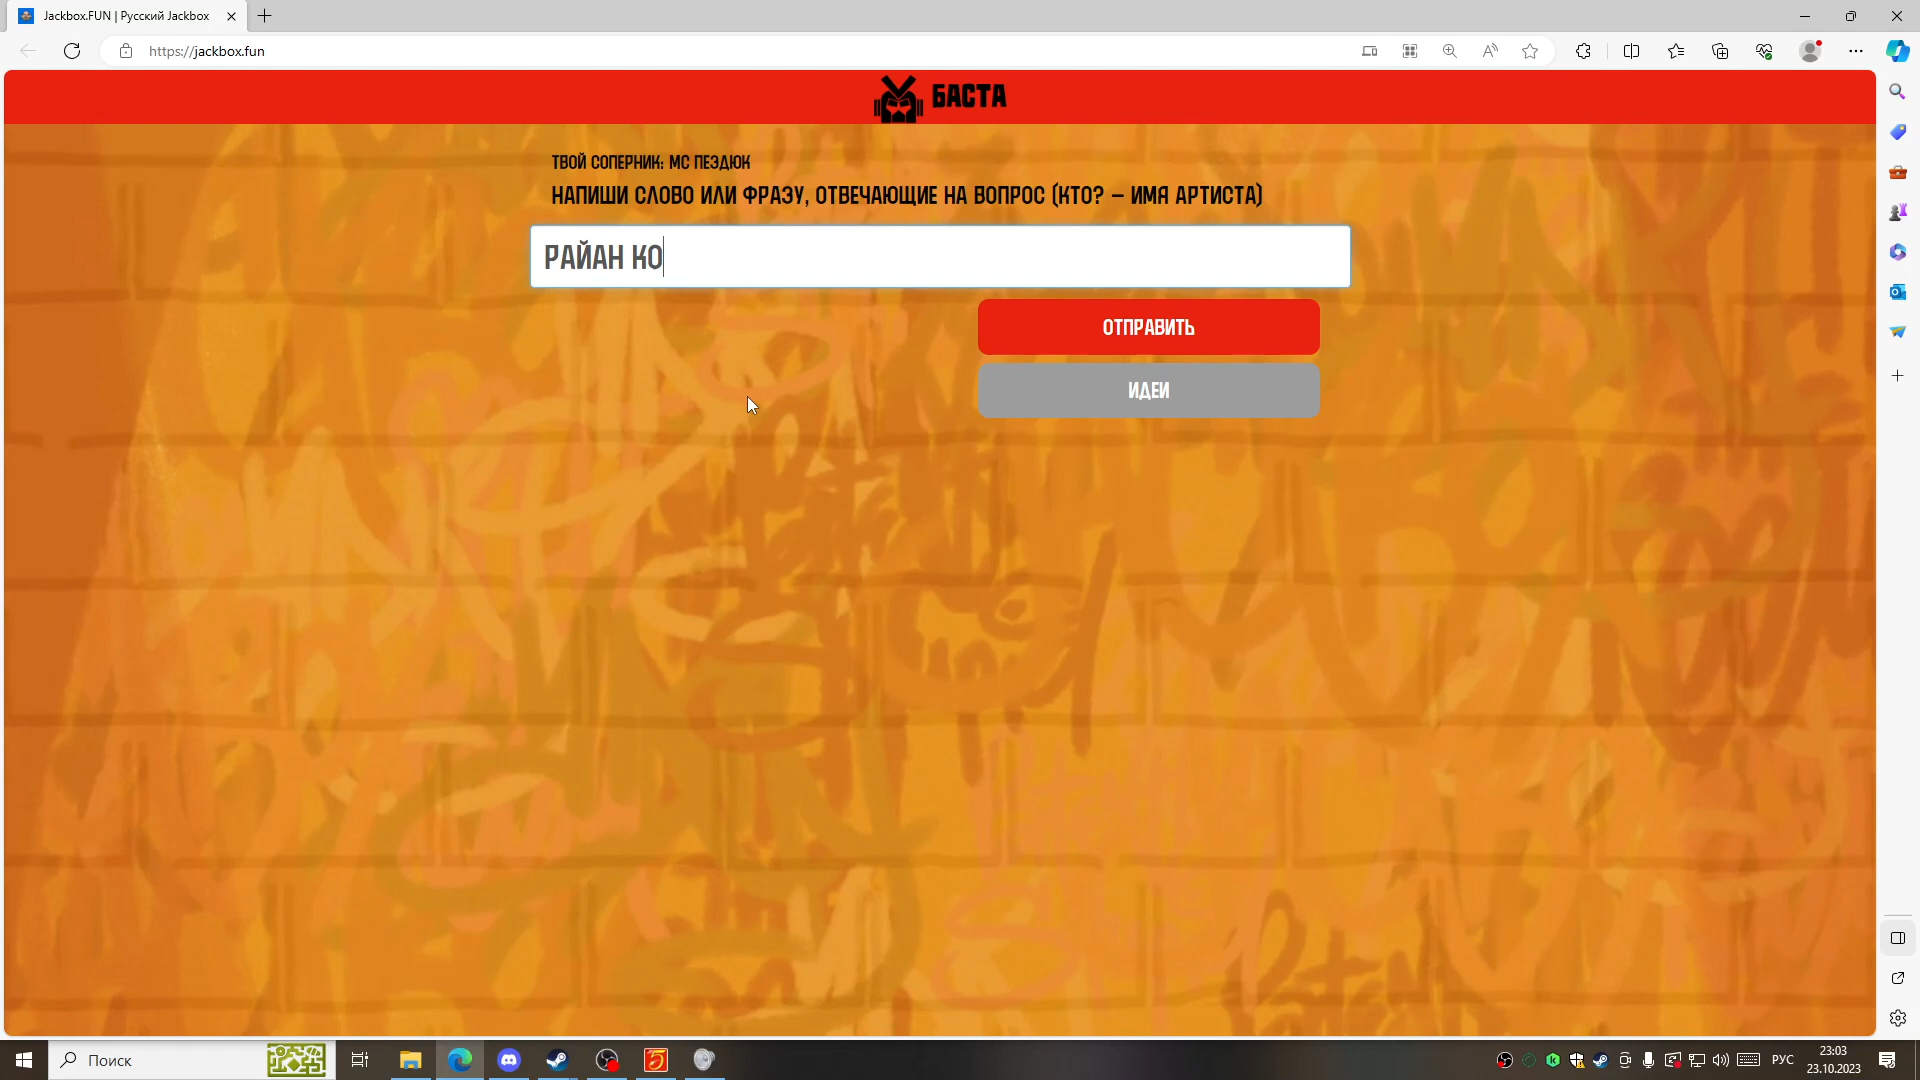 Jackbox.FUN | Русский Jackbox
https://jackbox.fun
БАСТА
ТВОЙ СОПЕРНИК: МС ПЕЗДЮК
НАПИШИ СЛОВО ИЛИ ФРАЗУ, ОТВЕЧАЮЩИЕ НА ВОПРОС (КТО? – ИМЯ АРТИСТА)
РАЙАН КО
ОТПРАВИТЬ
ИДЕИ
Поиск
РУС
23:03
23.10.2023